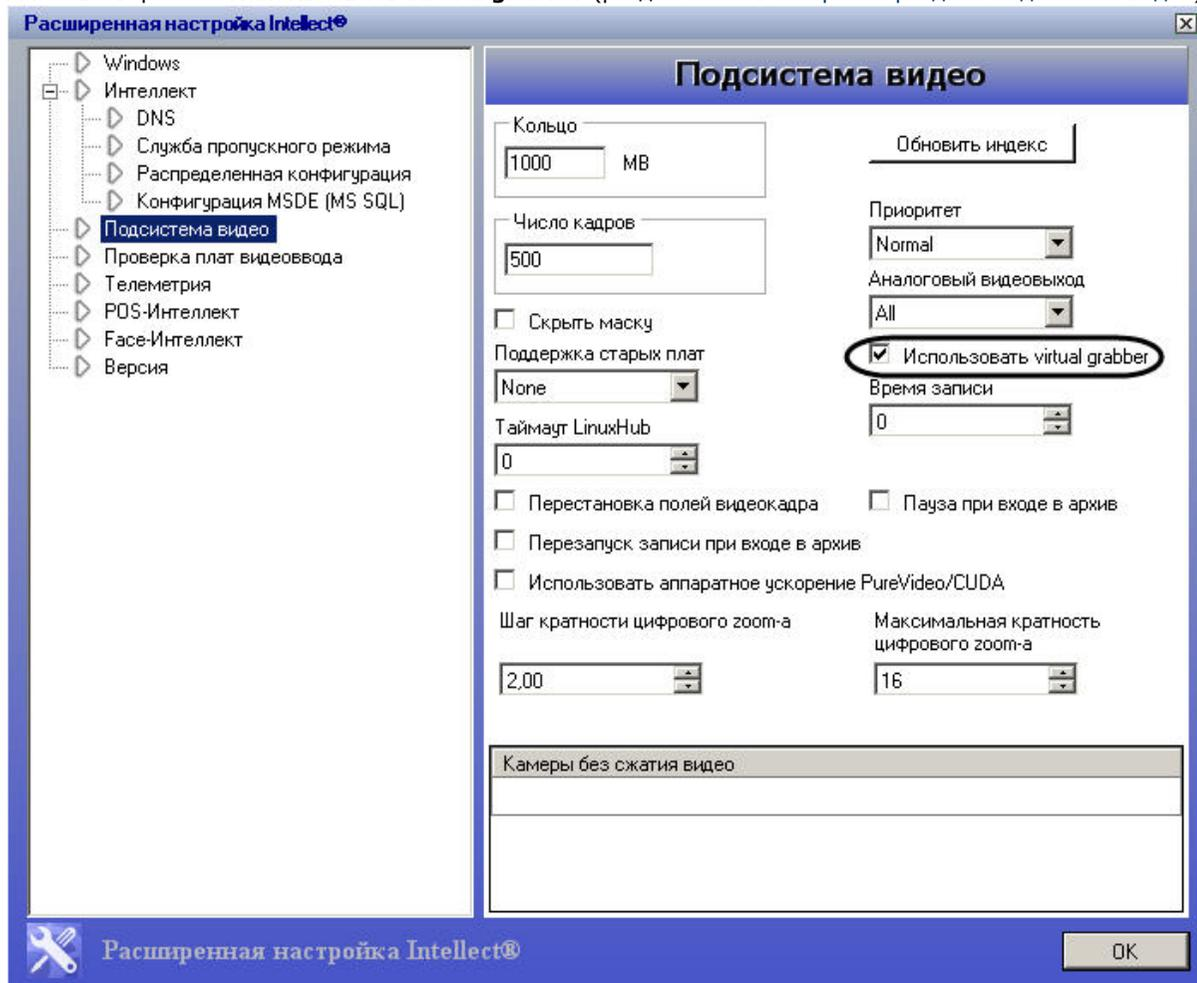 Расширенная настройка Intellect®
Windows
Интеллект
DNS
Служба пропускного режима
Распределенная конфигурация
Конфигурация MSDE (MS SQL)
Подсистема видео
Проверка плат видеоввода
Телеметрия
POS-Интеллект
Face-Интеллект
Версия
Подсистема видео
Кольцо
1000 MB
Обновить индекс
Число кадров
500
Приоритет
Normal
Аналоговый видеовыход
All
Скрыть маску
Использовать virtual grabber
Поддержка старых плат
None
Время записи
0
Таймаут LinuxHub
0
Перестановка полей видеокадра
Пауза при входе в архив
Перезапуск записи при входе в архив
Использовать аппаратное ускорение PureVideo/CUDA
Шаг кратности цифрового zoom-а
2,00
Максимальная кратность
цифрового zoom-а
16
Камеры без сжатия видео
Расширенная настройка Intellect®
OK